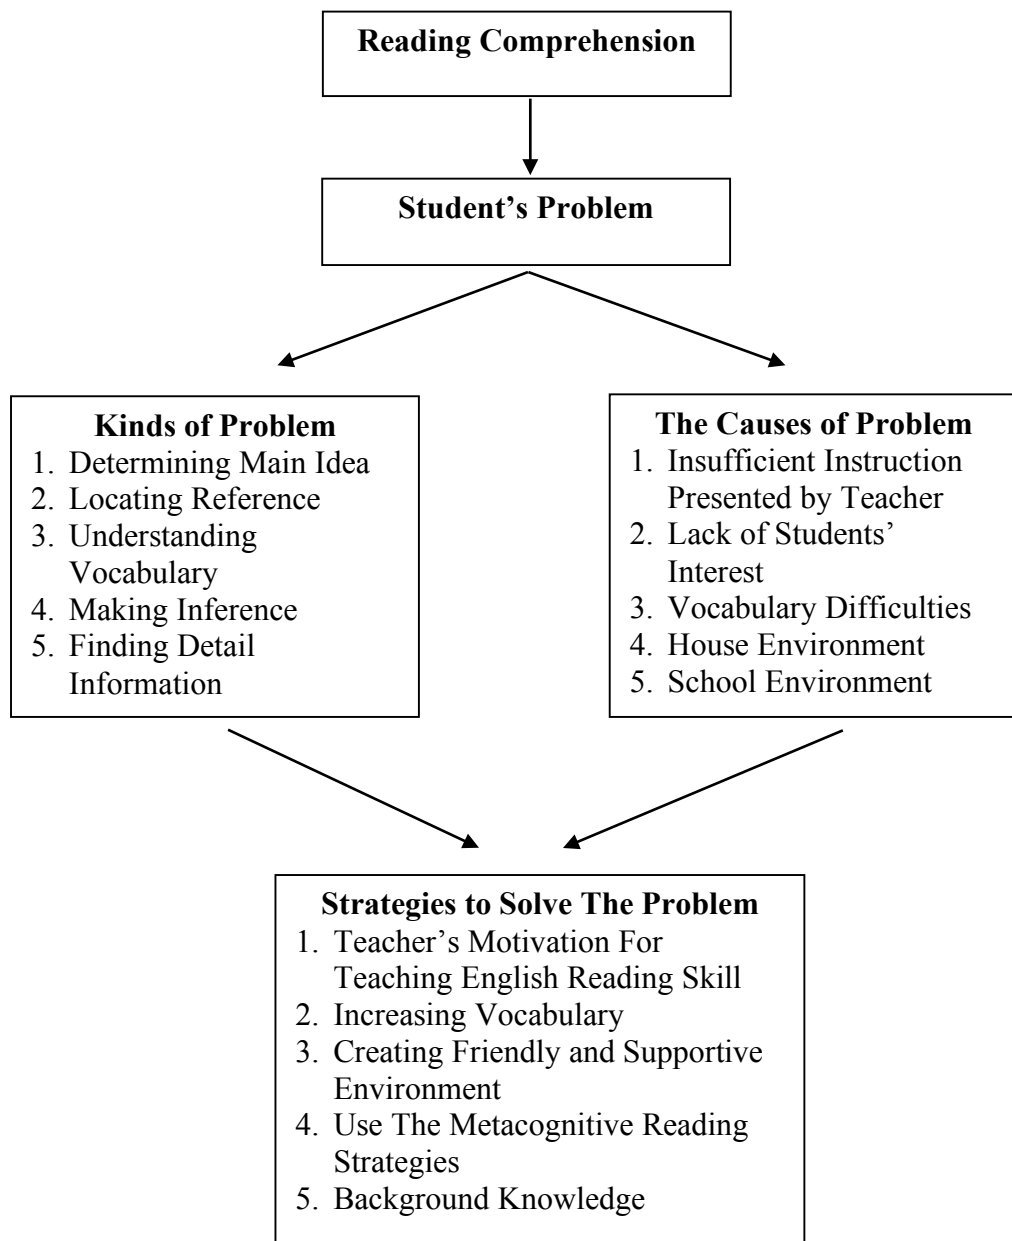 Reading Comprehension
Student’s Problem
Kinds of Problem
1. Determining Main Idea
2. Locating Reference
3. Understanding
Vocabulary
4. Making Inference
5. Finding Detail
Information
The Causes of Problem
1. Insufficient Instruction
Presented by Teacher
2. Lack of Students’
Interest
3. Vocabulary Difficulties
4. House Environment
5. School Environment
Strategies to Solve The Problem
1. Teacher’s Motivation For
Teaching English Reading Skill
2. Increasing Vocabulary
3. Creating Friendly and Supportive
Environment
4. Use The Metacognitive Reading
Strategies
5. Background Knowledge